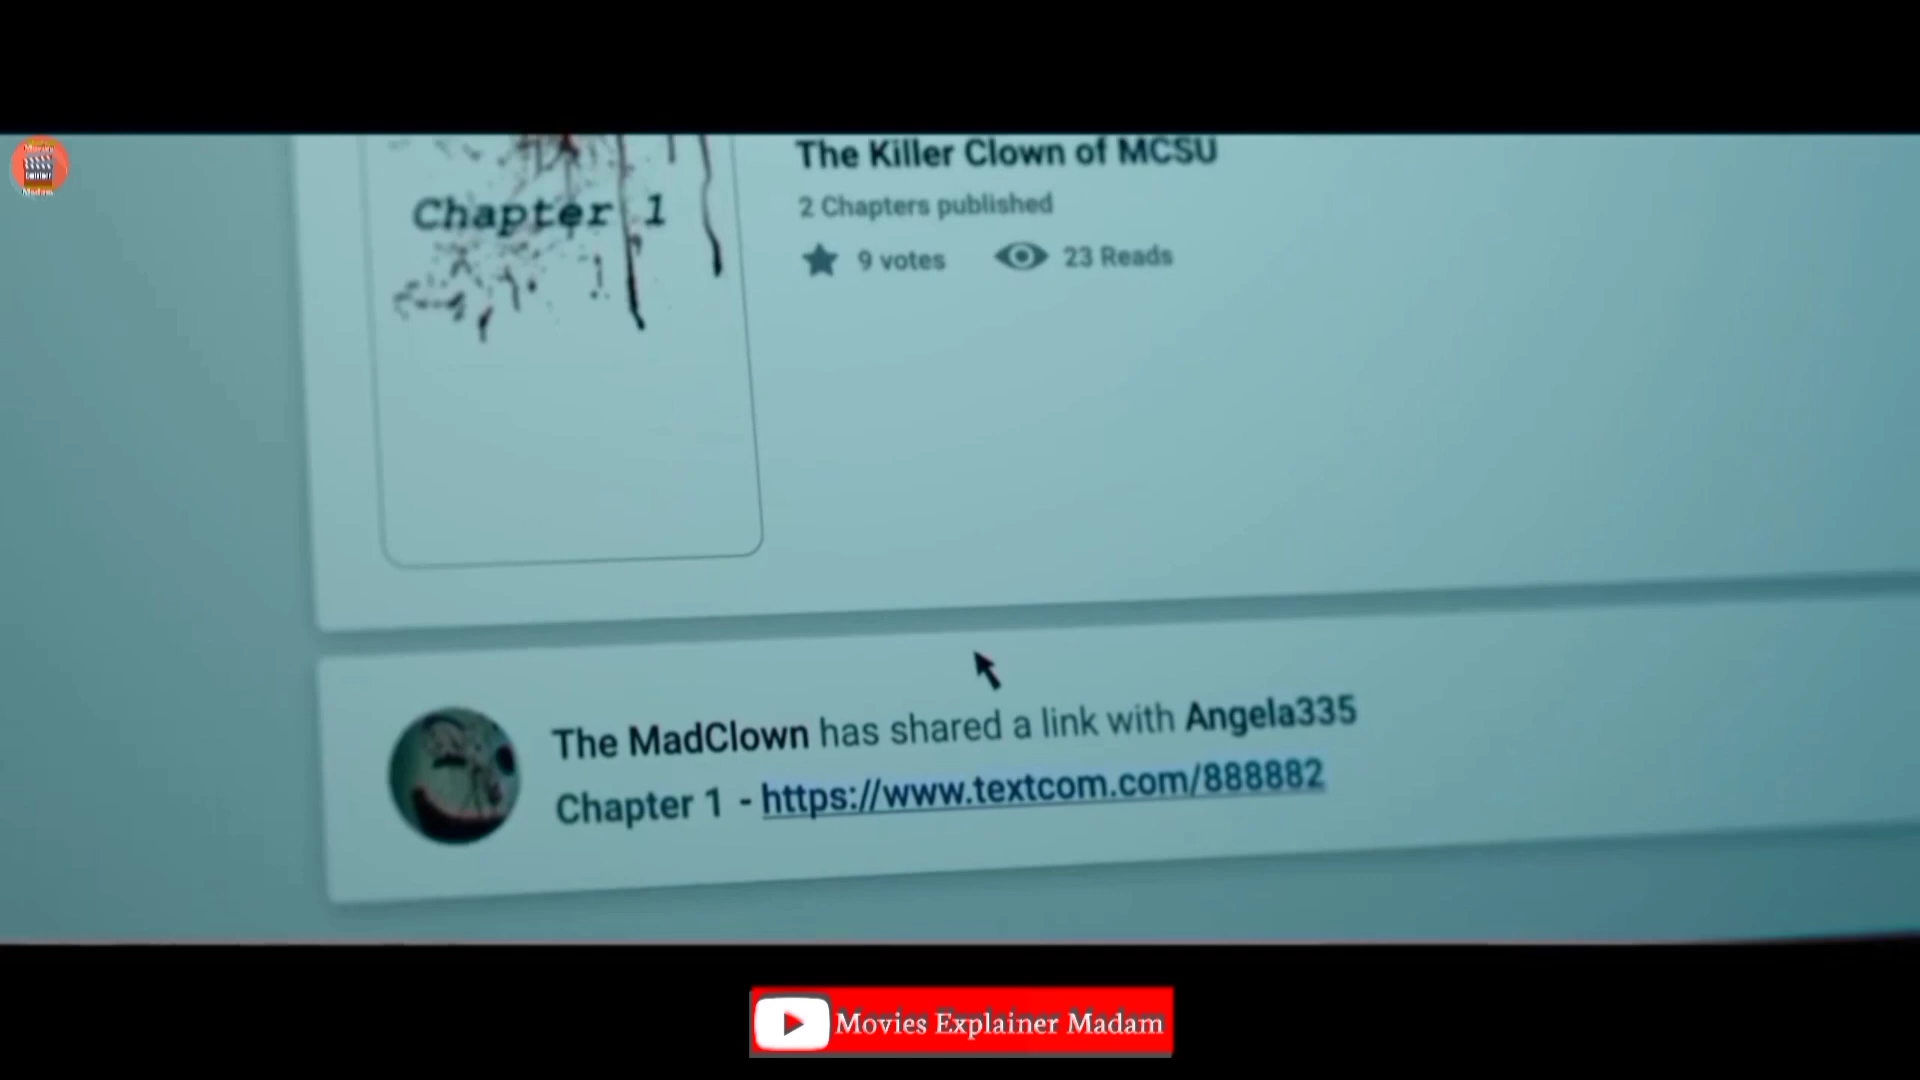 The Killer Clown of MCSU
2 Chapters published
9 votes 23 Reads
Chapter 1
The MadClown has shared a link with Angela335
Chapter 1 - https://www.textcom.com/888882
Movies Explainer Madam